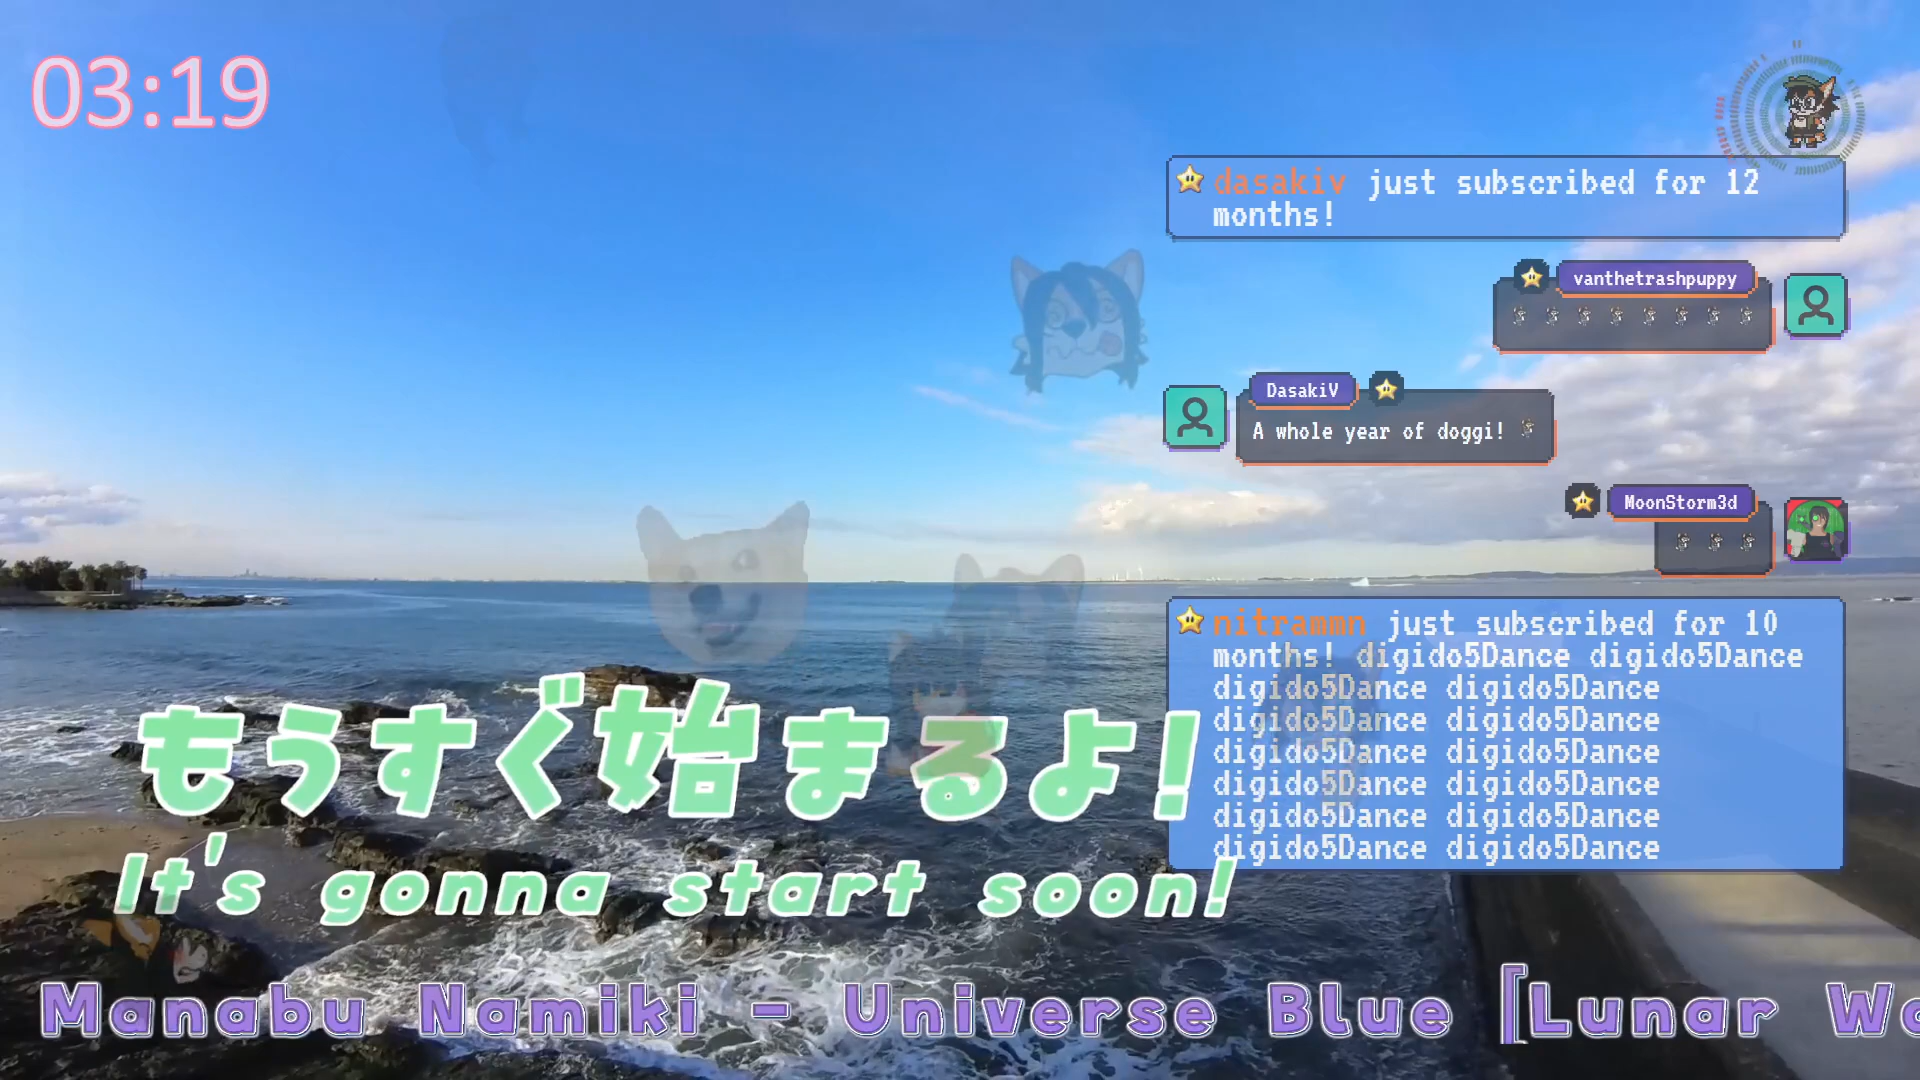 03:19
dasakiv just subscribed for 12
months!
vanthetrashpuppy
DasakiV
A whole year of doggi!
MoonStorm3d
nitrammn just subscribed for 10
months! digido5Dance digido5Dance
digido5Dance digido5Dance
digido5Dance digido5Dance
digido5Dance digido5Dance
digido5Dance digido5Dance
digido5Dance digido5Dance
digido5Dance digido5Dance
もうすぐ始まるよ!
It's gonna start soon!
Manabu Namiki - Universe Blue [Lunar